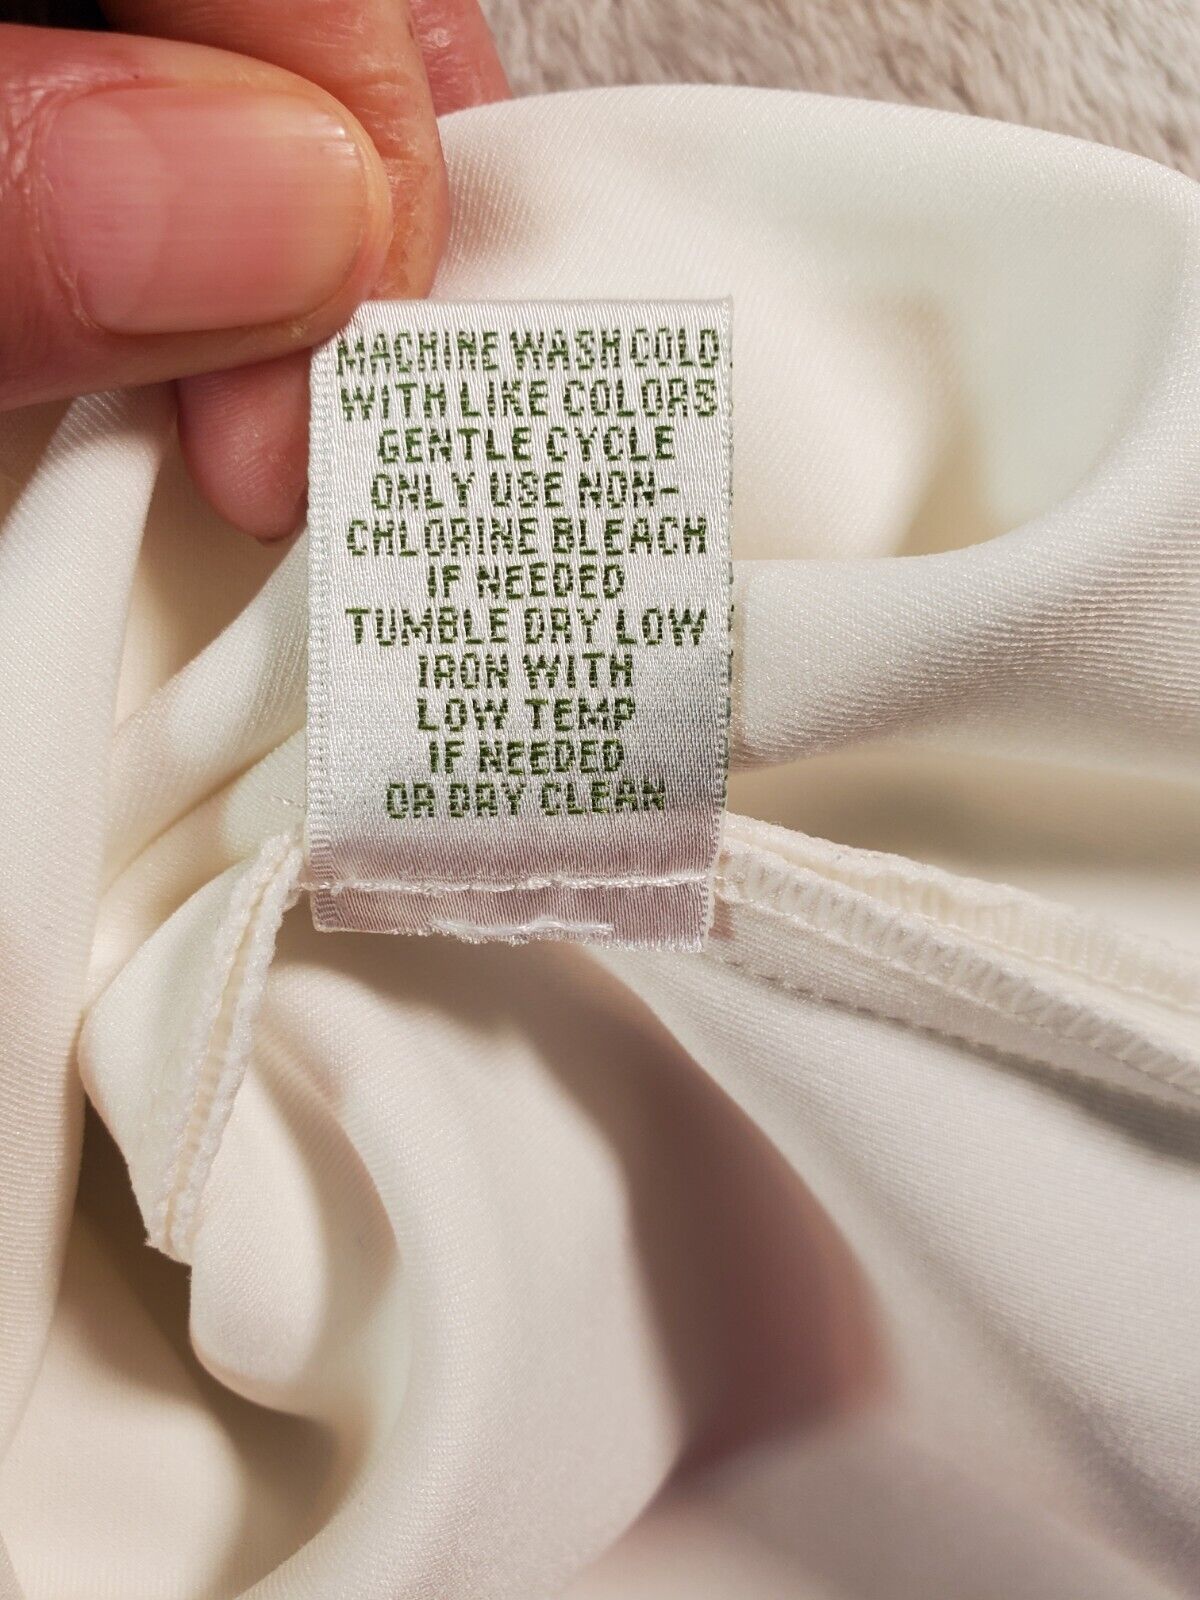 MACHINE WASH COLD
WITH LIKE COLORS
GENTLE CYCLE
ONLY USE NON-
CHLORINE BLEACH
IF NEEDED
TUMBLE DRY LOW
IRON WITH
LOW TEMP
IF NEEDED
OR DRY CLEAN